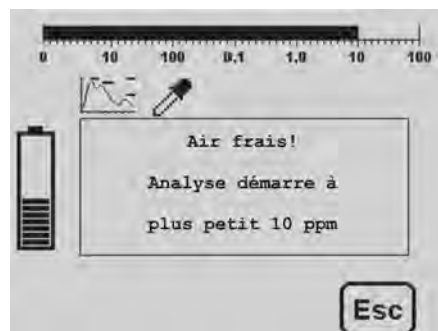 0 10 100 0,1 1,0 10 100
Air frais!
Analyse démarre à
plus petit 10 ppm
Esc